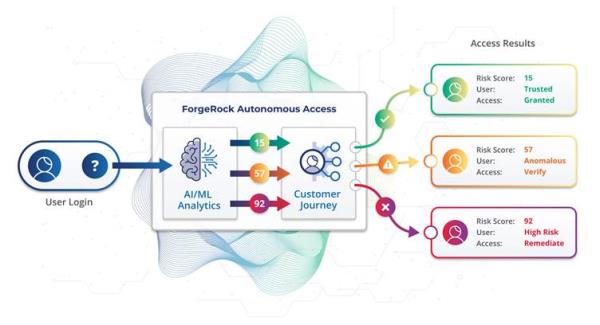 Access Results
ForgeRock Autonomous Access
?
User Login
AI/ML
Analytics
15
57
92
Customer
Journey
Risk Score: 15
User: Trusted
Access: Granted
Risk Score: 57
User: Anomalous
Access: Verify
Risk Score: 92
User: High Risk
Access: Remediate